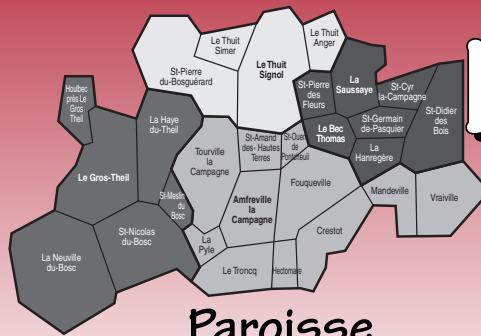 Le Thuit
Simer
Le Thuit
Anger
Le Thuit
Signol
St-Pierre
du-Bosguérard
La
Saussaye
St-Pierre
des
Fleurs
St-Cyr
la-Campagne
St-Didier
des
Bois
Houlbec
près Le
Gros
Theil
La Haye
du-Theil
St-Germain
de-Pasquier
Le Bec
Thomas
La
Harregère
Tourville
la
Campagne
St-Amand
des- Hautes
Terres
St-Ouen
de
Pontcheuil
Le Gros-Theil
Fouqueville
Mandeville
Vraiville
St-Meslin
du
Bosc
Amfreville
la
Campagne
St-Nicolas
du-Bosc
La
Pyle
Crestot
La Neuville
du-Bosc
Le Troncq
Hectomare
Paroisse